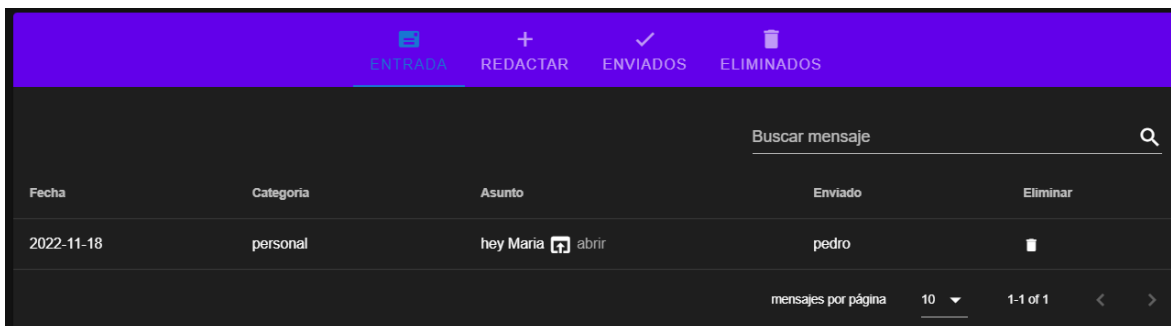 ENTRADA REDACTAR ENVIADOS ELIMINADOS
Buscar mensaje
Fecha Categoria Asunto Enviado Eliminar
2022-11-18 personal hey Maria abrir pedro
mensajes por página 10 1-1 of 1